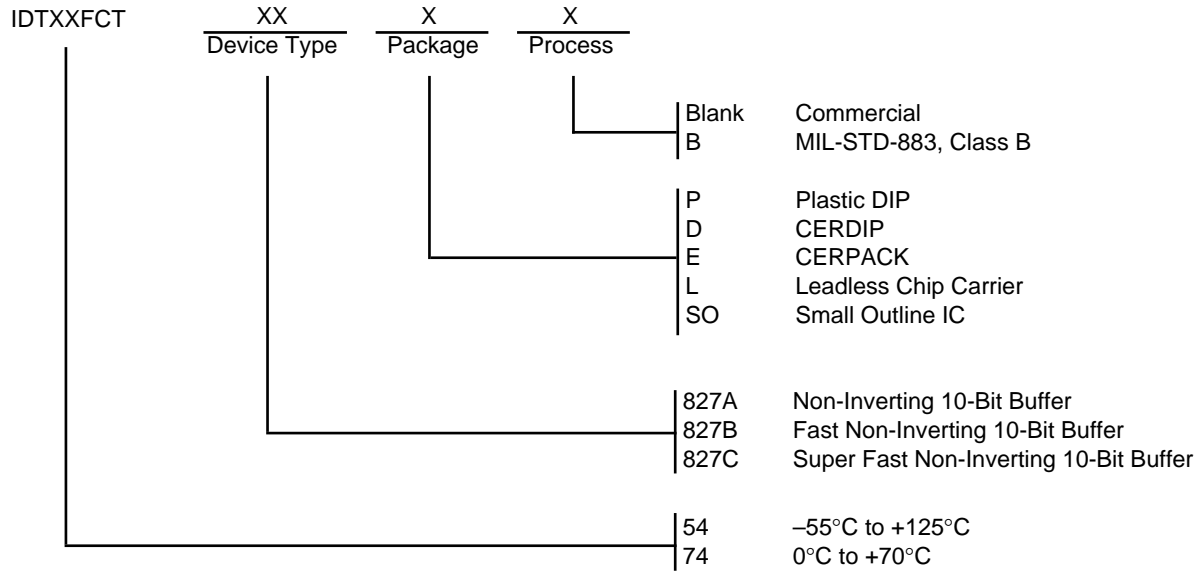 IDTXXFCT XX X X
Device Type Package Process
Blank Commercial
B MIL-STD-883, Class B
P Plastic DIP
D CERDIP
E CERPACK
L Leadless Chip Carrier
SO Small Outline IC
827A Non-Inverting 10-Bit Buffer
827B Fast Non-Inverting 10-Bit Buffer
827C Super Fast Non-Inverting 10-Bit Buffer
54 –55°C to +125°C
74 0°C to +70°C